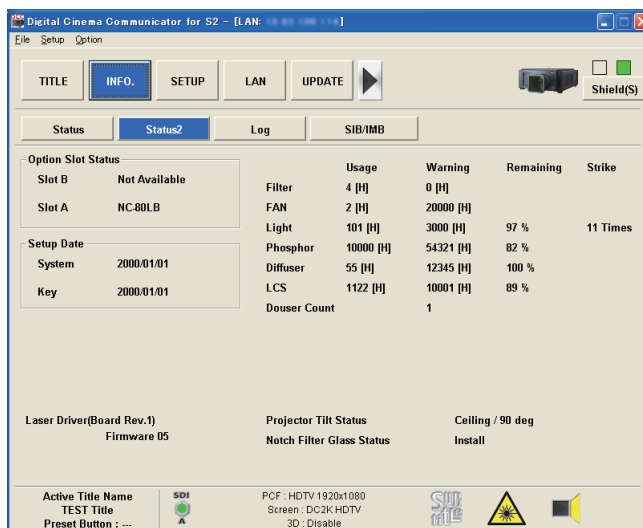 Digital Cinema Communicator for S2 - [LAN: ]
File Setup Option
TITLE INFO. SETUP LAN UPDATE Shield(S)
Status Status2 Log SIB/IMB
Option Slot Status
Slot B Not Available
Slot A NC-80LB
Setup Date
System 2000/01/01
Key 2000/01/01
Usage Warning Remaining Strike
Filter 4 [H] 0 [H]
FAN 2 [H] 20000 [H]
Light 101 [H] 3000 [H] 97 % 11 Times
Phosphor 10000 [H] 54321 [H] 82 %
Diffuser 55 [H] 12345 [H] 100 %
LCS 1122 [H] 10001 [H] 89 %
Douser Count 1
Laser Driver(Board Rev.1)
Firmware 05
Projector Tilt Status Ceiling / 90 deg
Notch Filter Glass Status Install
Active Title Name
TEST Title
Preset Button : ---
SDI
A
PCF : HDTV 1920x1080
Screen : DC2K HDTV
3D : Disable
SUB
TITLE